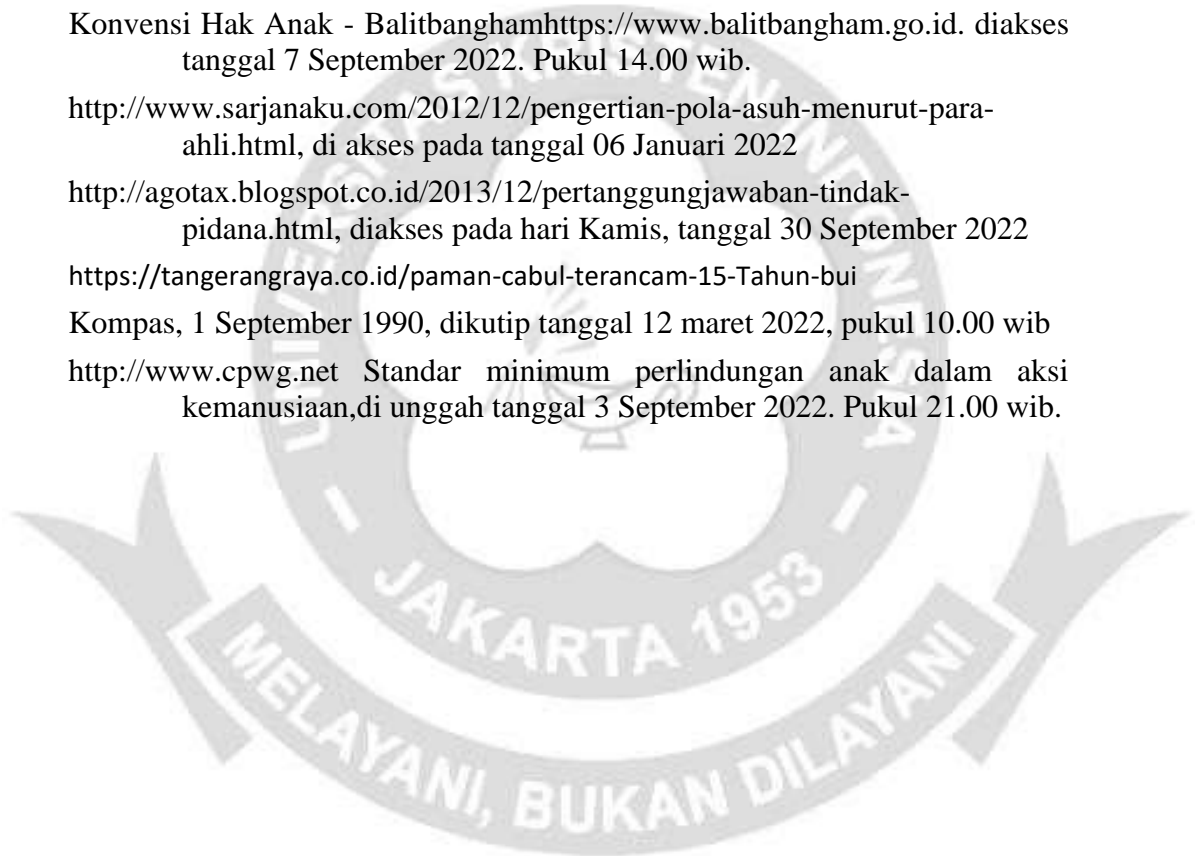 Konvensi Hak Anak - Balitbanghamhttps://www.balitbangham.go.id. diakses
tanggal 7 September 2022. Pukul 14.00 wib.
http://www.sarjanaku.com/2012/12/pengertian-pola-asuh-menurut-para-
ahli.html, di akses pada tanggal 06 Januari 2022
http://agotax.blogspot.co.id/2013/12/pertanggungjawaban-tindak-
pidana.html, diakses pada hari Kamis, tanggal 30 September 2022
https://tangerangraya.co.id/paman-cabul-terancam-15-Tahun-bui
Kompas, 1 September 1990, dikutip tanggal 12 maret 2022, pukul 10.00 wib
http://www.cpwg.net Standar minimum perlindungan anak dalam aksi
kemanusiaan,di unggah tanggal 3 September 2022. Pukul 21.00 wib.
UNIVERSITAS KRISTEN INDONESIA
JAKARTA 1953
MELAYANI, BUKAN DILAYANI